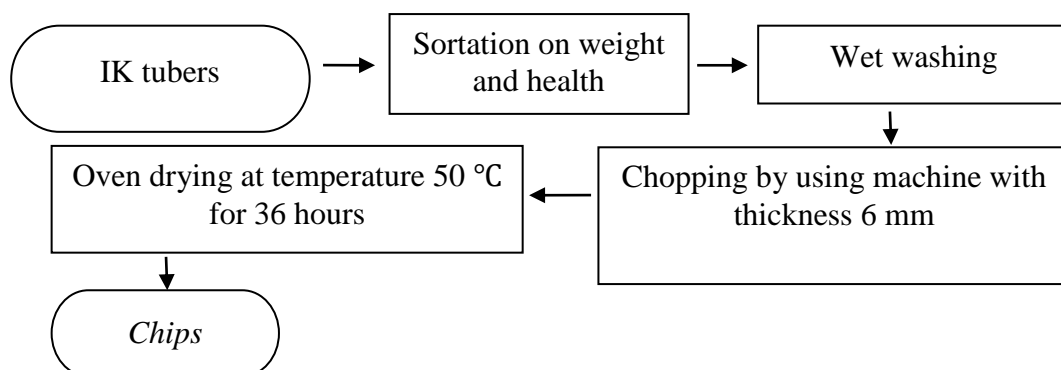 IK tubers
Sortation on weight
and health
Wet washing
Chopping by using machine with
thickness 6 mm
Oven drying at temperature 50 ℃
for 36 hours
Chips